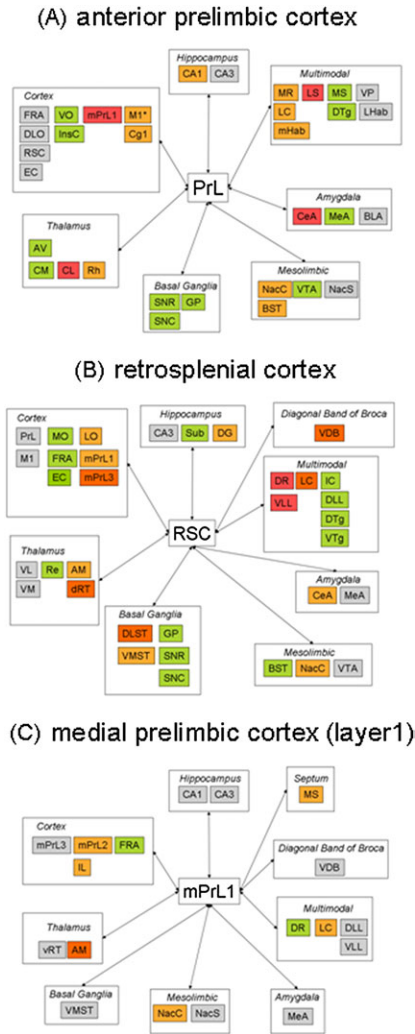 (A) anterior prelimbic cortex
Hippocampus
CA1 CA3
Cortex
FRA VO mPrL1 M1*
DLO InsC Cg1
RSC
EC
Multimodal
MR LS MS VP
LC DTg LHab
mHab
PrL
Thalamus
AV
CM CL Rh
Amygdala
CeA MeA BLA
Basal Ganglia
SNR GP
SNC
Mesolimbic
NacC VTA NacS
BST
(B) retrosplenial cortex
Cortex
PrL MO LO
M1 FRA mPrL1
EC mPrL3
Hippocampus
CA3 Sub DG
Diagonal Band of Broca
VDB
Multimodal
DR LC IC
VLL DLL
DTg
VTg
RSC
Thalamus
VL Re AM
VM dRT
Amygdala
CeA MeA
Basal Ganglia
DLST GP
VMST SNR
SNC
Mesolimbic
BST NacC VTA
(C) medial prelimbic cortex (layer1)
Hippocampus
CA1 CA3
Septum
MS
Cortex
mPrL3 mPrL2 FRA
IL
Diagonal Band of Broca
VDB
mPrL1
Thalamus
vRT AM
Multimodal
DR LC DLL
VLL
Basal Ganglia
VMST
Mesolimbic
NacC NacS
Amygdala
MeA